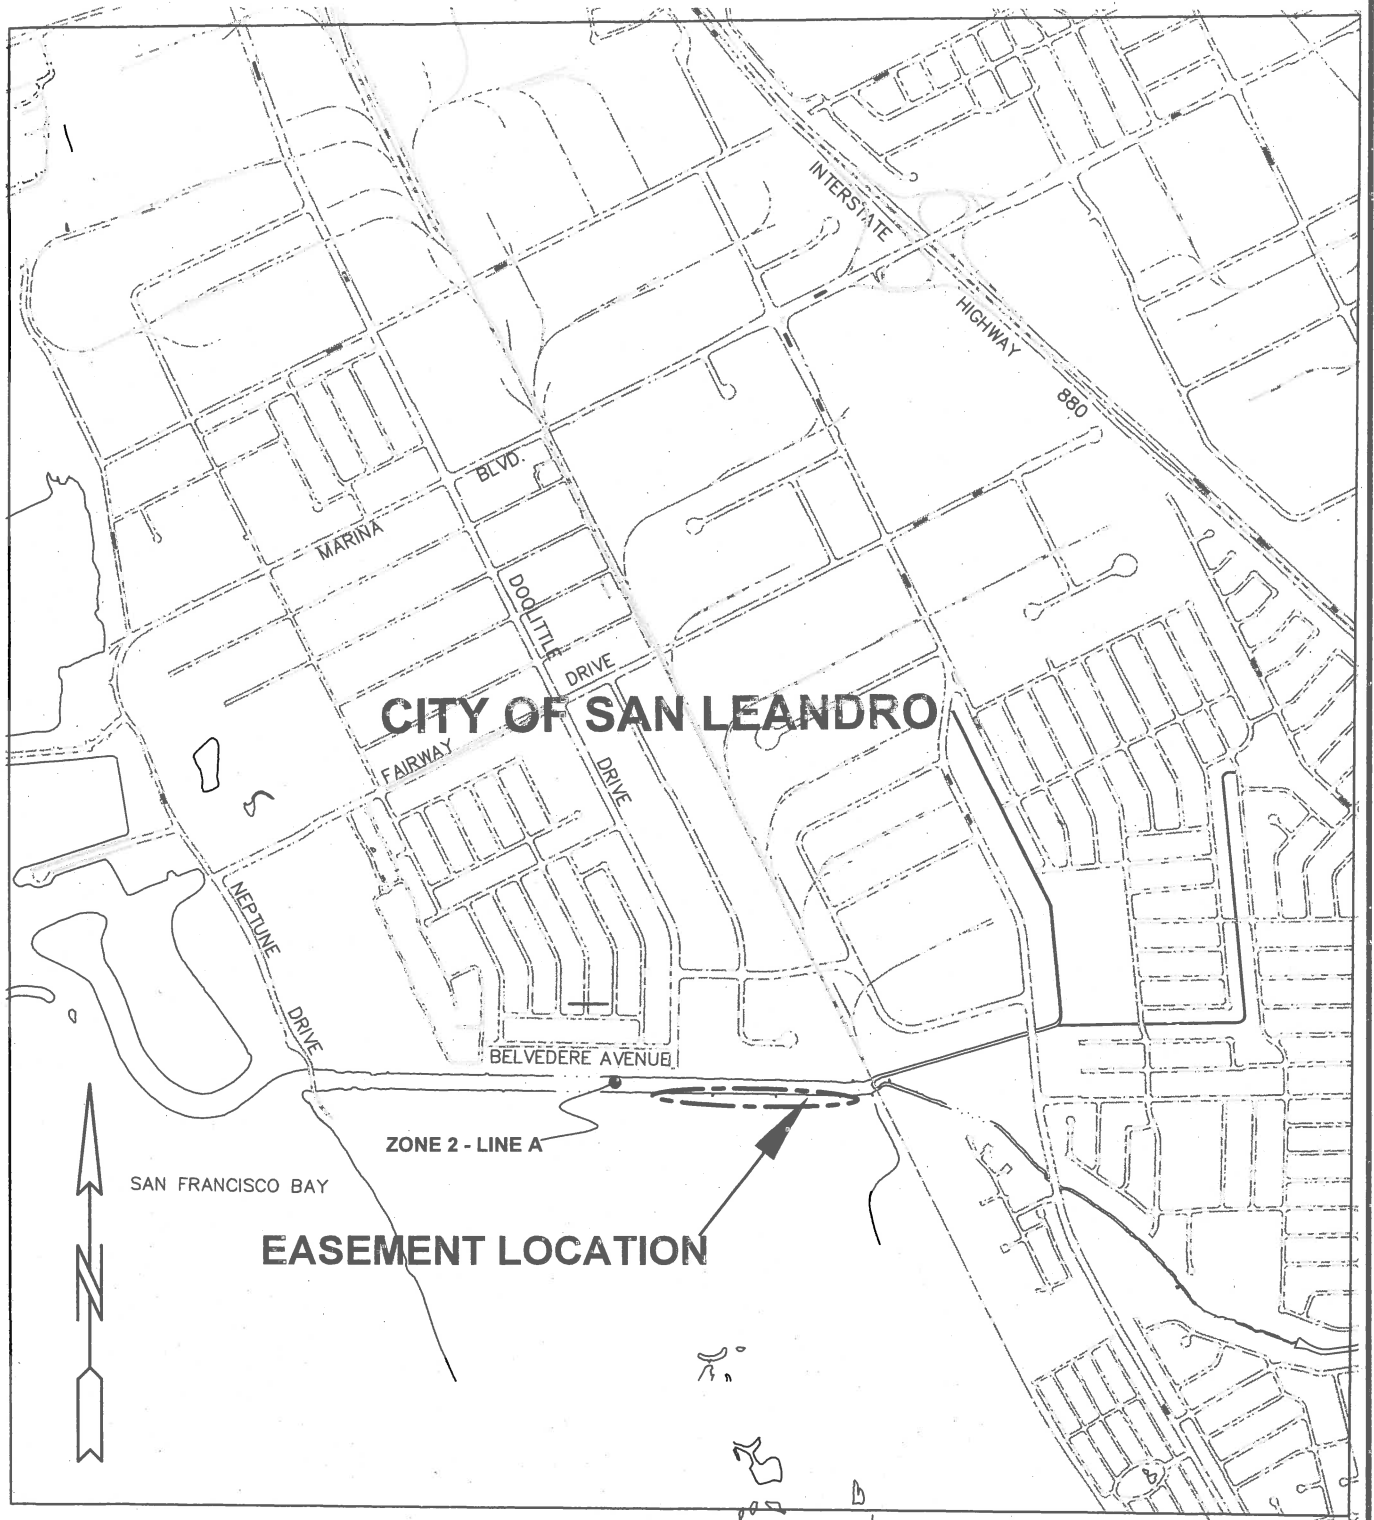 INTERSTATE
HIGHWAY
880
BLVD.
MARINA
DOOLITTLE
DRIVE
CITY OF SAN LEANDRO
FAIRWAY
DRIVE
NEPTUNE
DRIVE
BELVEDERE AVENUE
ZONE 2 - LINE A
SAN FRANCISCO BAY
EASEMENT LOCATION
N